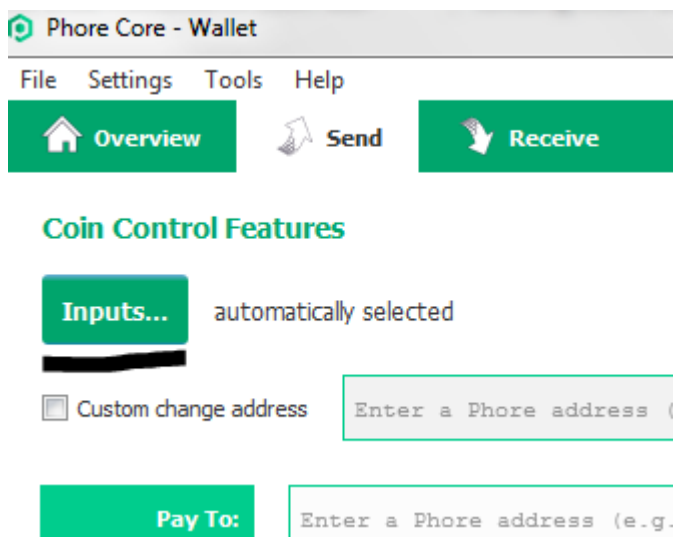 Phore Core - Wallet
File Settings Tools Help
Overview Send Receive
Coin Control Features
Inputs... automatically selected
Custom change address Enter a Phore address (
Pay To: Enter a Phore address (e.g.